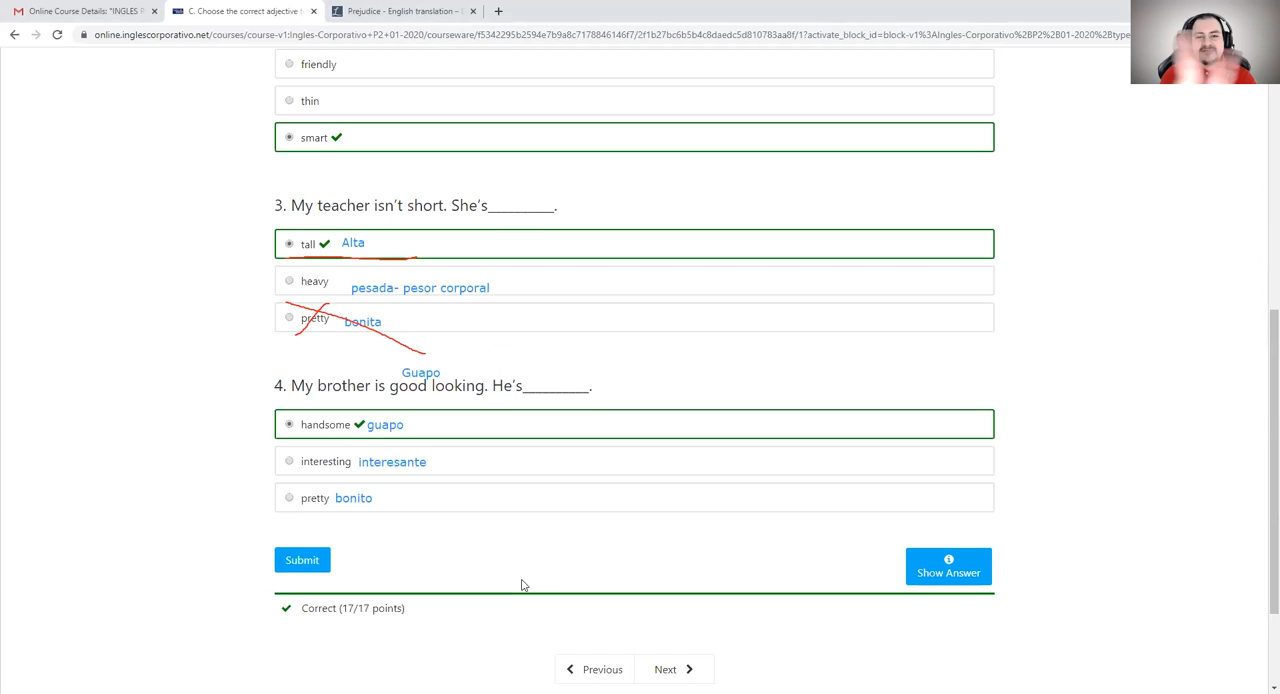 Online Course Details: "INGLES P
C. Choose the correct adjective t
Prejudice - English translation – L
online.inglescorporativo.net/courses/course-v1:Ingles-Corporativo+P2+01-2020/courseware/f5342295b3294e7b9a8c7178846146f7/2f1b27bc6b5b4c8daedc5d810783aa8f/1?activate_block_id=block-v1%3AIngles-Corporativo%2BP2%2B01-2020%2Btype
friendly
thin
smart
3. My teacher isn't short. She's__________.
tall Alta
heavy pesada- pesor corporal
pretty bonita
Guapo
4. My brother is good looking. He's__________.
handsome guapo
interesting interesante
pretty bonito
Submit
Show Answer
Correct (17/17 points)
Previous Next